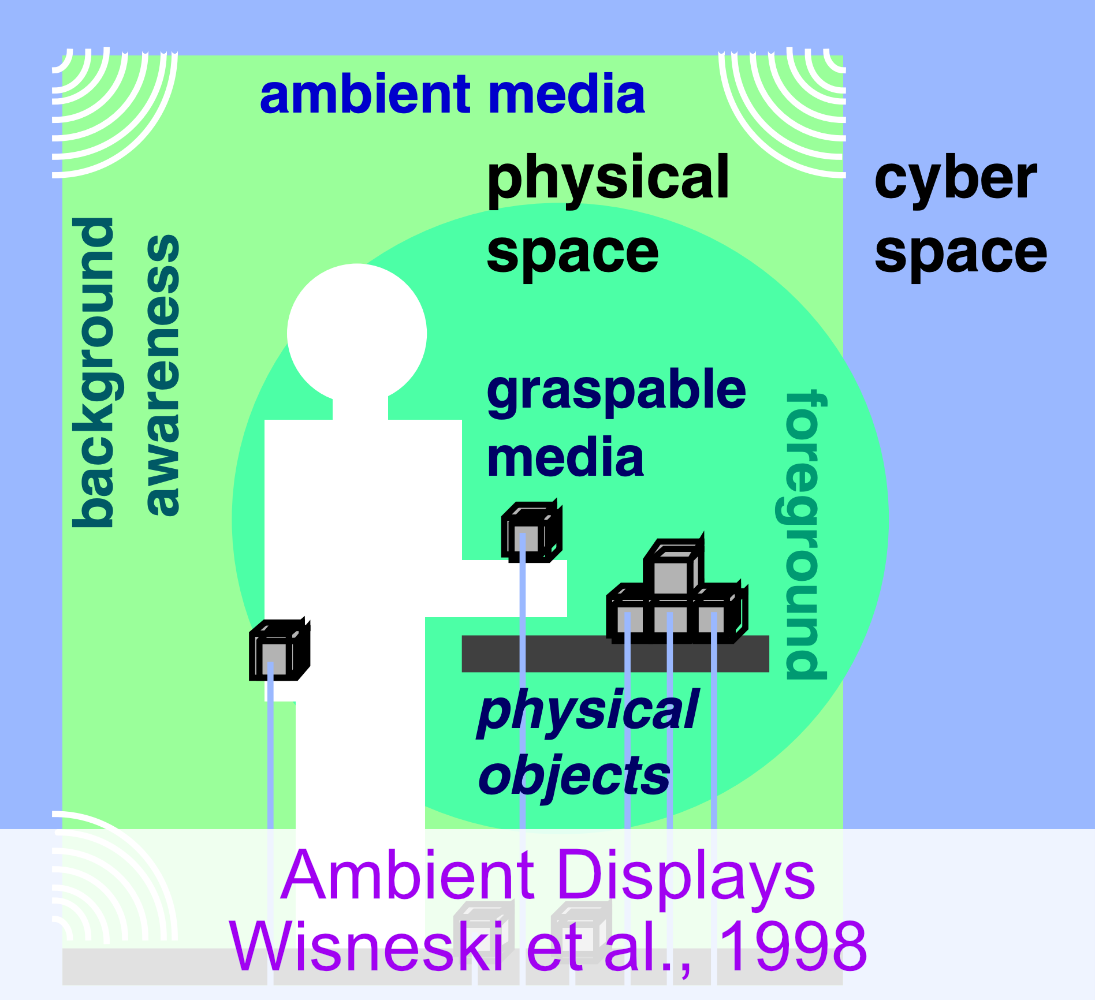 ambient media
physical
space
cyber
space
background
awareness
graspable
media
foreground
physical
objects
Ambient Displays
Wisneski et al., 1998